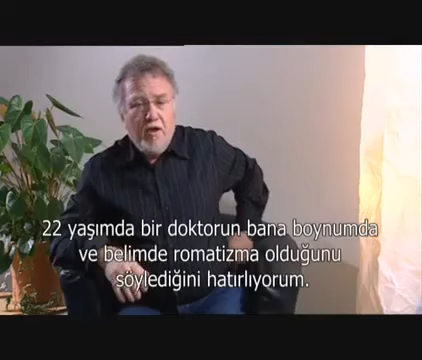 22 yaşımda bir doktorun bana boynumda
ve belimde romatizma olduğunu
söylediğini hatırlıyorum.